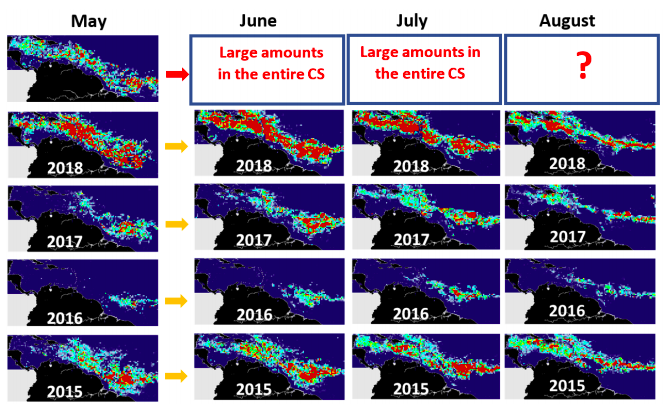 May June July August
Large amounts
in the entire CS
Large amounts in
the entire CS
?
2018 2018 2018 2018
2017 2017 2017 2017
2016 2016 2016 2016
2015 2015 2015 2015